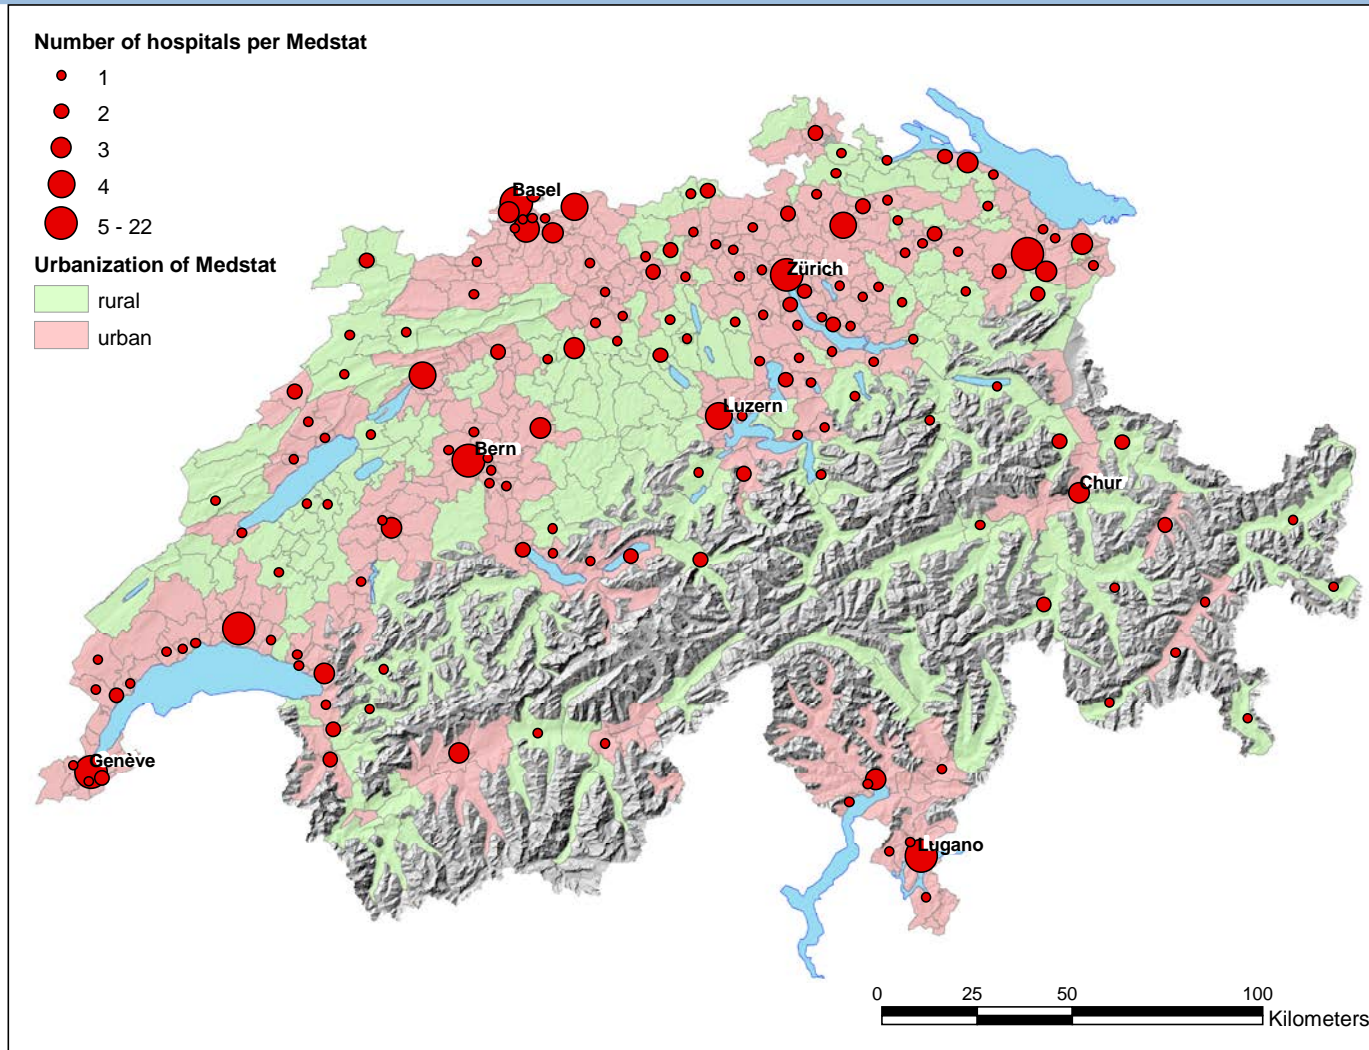 Number of hospitals per Medstat
1
2
3
4
5 - 22
Urbanization of Medstat
rural
urban
Basel
Zürich
Luzern
Bern
Chur
Genève
Lugano
0 25 50 100
Kilometers